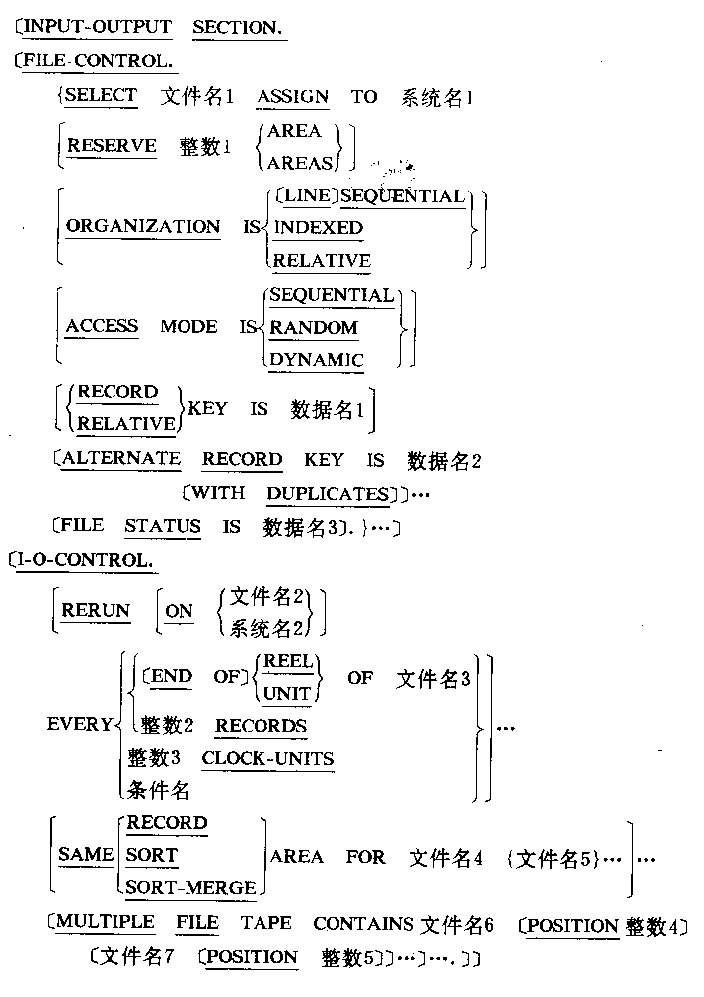 〔INPUT-OUTPUT SECTION.
〔FILE-CONTROL.
{SELECT 文件名1 ASSIGN TO 系统名1
[RESERVE 整数1 {AREA
AREAS}]
[ORGANIZATION IS {〔LINE〕SEQUENTIAL
INDEXED
RELATIVE}]
[ACCESS MODE IS {SEQUENTIAL
RANDOM
DYNAMIC}]
[{RECORD
RELATIVE} KEY IS 数据名1]
〔ALTERNATE RECORD KEY IS 数据名2
〔WITH DUPLICATES〕〕…
〔FILE STATUS IS 数据名3〕. }…〕
〔I-O-CONTROL.
[RERUN [ON {文件名2
系统名2}]
EVERY {{〔END OF〕{REEL
UNIT} OF 文件名3
整数2 RECORDS
整数3 CLOCK-UNITS
条件名}]…
[SAME [RECORD
SORT
SORT-MERGE] AREA FOR 文件名4 {文件名5}…]…
〔MULTIPLE FILE TAPE CONTAINS 文件名6 〔POSITION 整数4〕
〔文件名7 〔POSITION 整数5〕〕…〕….〕〕